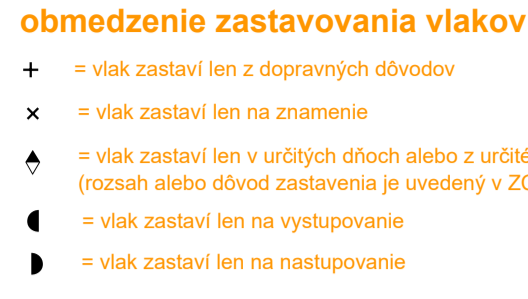 obmedzenie zastavovania vlakov
+ = vlak zastaví len z dopravných dôvodov
× = vlak zastaví len na znamenie
= vlak zastaví len v určitých dňoch alebo z určité
(rozsah alebo dôvod zastavenia je uvedený v
◖ = vlak zastaví len na vystupovanie
◗ = vlak zastaví len na nastupovanie